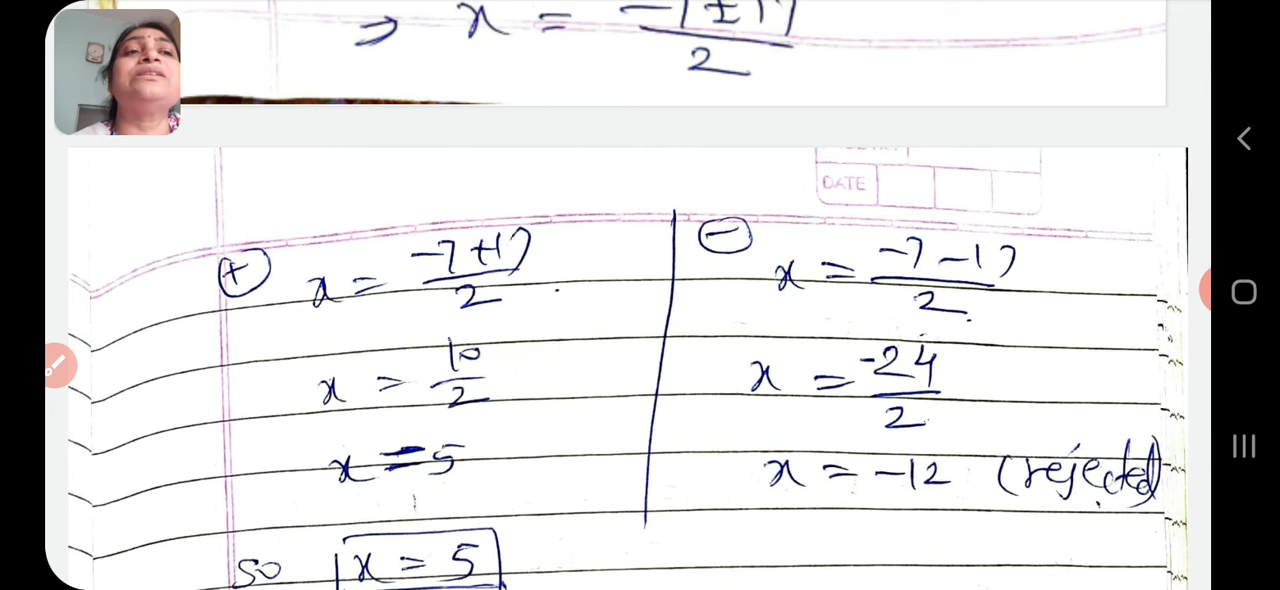 ⇒ x = -7 ± 17 / 2
DATE
(+) x = -7 + 17 / 2
x = 10 / 2
x = 5
(-) x = -7 - 17 / 2
x = -24 / 2
x = -12 (rejected)
so x = 5